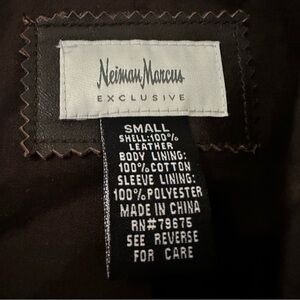 Neiman Marcus
EXCLUSIVE
SMALL
SHELL:100%
LEATHER
BODY LINING:
100%COTTON
SLEEVE LINING:
100%POLYESTER
MADE IN CHINA
RN#79675
SEE REVERSE
FOR CARE